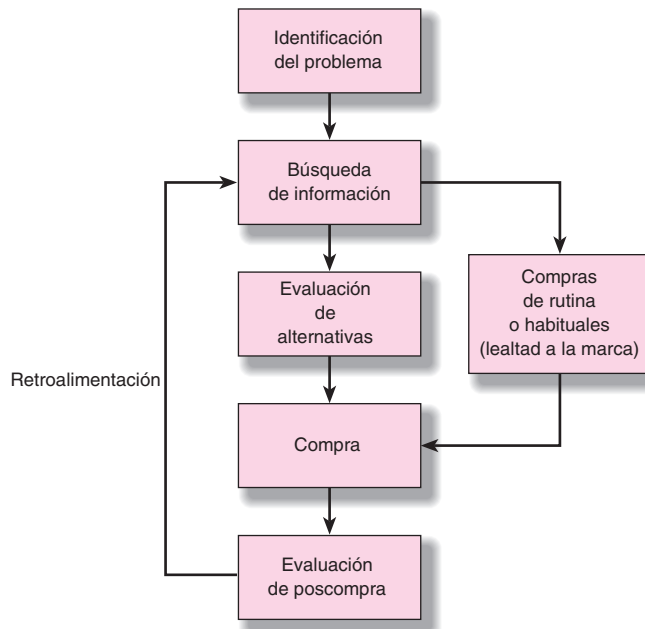 Identificación
del problema
Búsqueda
de información
Evaluación
de
alternativas
Compras
de rutina
o habituales
(lealtad a la marca)
Retroalimentación
Compra
Evaluación
de poscompra